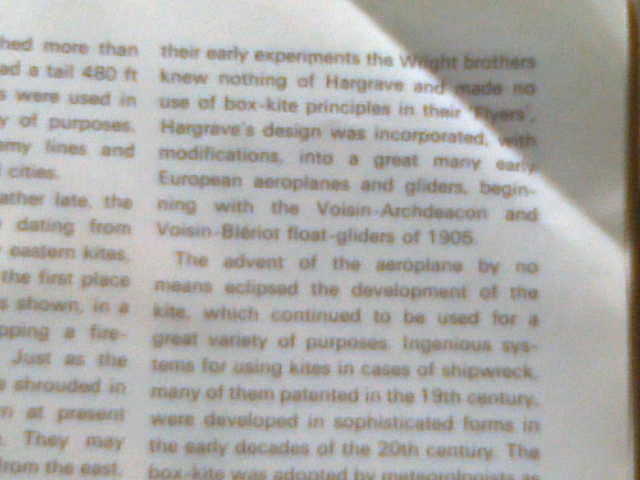 hed more than
ad a tail 480 ft
s were used in
y of purposes,
my lines and
cities.
ather late, the
dating from
eastern kites.
the first place
s shown, in a
pping a fire-
Just as the
shrouded in
n at present
They may
from the east.
their early experiments the Wright brothers
knew nothing of Hargrave and made no
use of box-kite principles in their 'Flyers'.
Hargrave's design was incorporated, with
modifications, into a great many early
European aeroplanes and gliders, begin-
ning with the Voisin-Archdeacon and
Voisin-Blériot float-gliders of 1905.
The advent of the aeroplane by no
means eclipsed the development of the
kite, which continued to be used for a
great variety of purposes. Ingenious sys-
tems for using kites in cases of shipwreck,
many of them patented in the 19th century,
were developed in sophisticated forms in
the early decades of the 20th century. The
box-kite was adopted by meteorologists as